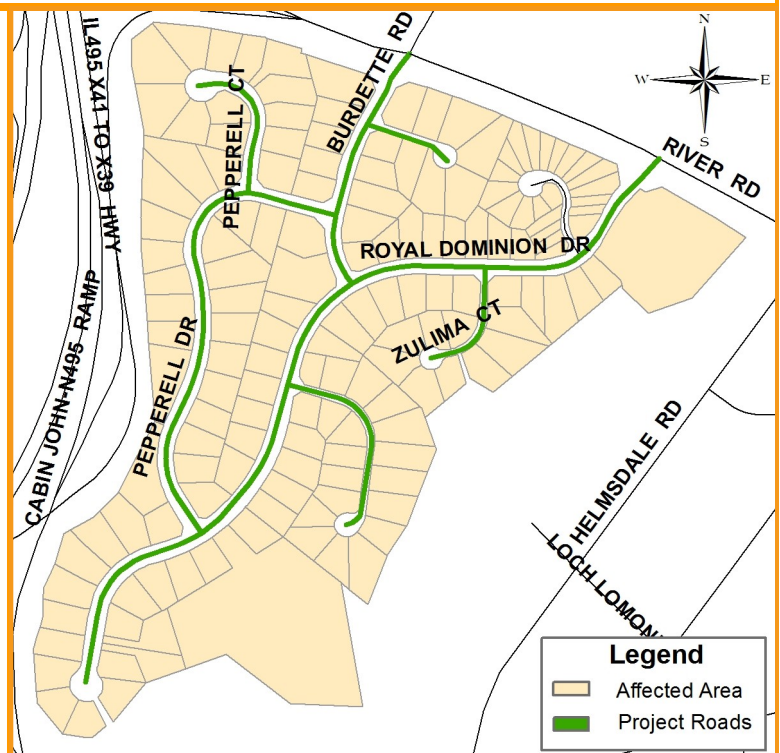 IL495 X41 TO X39 HWY
PEPPERELL CT
BURDETTE RD
N
W
E
S
RIVER RD
ROYAL DOMINION DR
ZULIMA CT
PEPPERELL DR
CABIN JOHN-N495 RAMP
HELMSDALE RD
LOCH LOMON
Legend
Affected Area
Project Roads